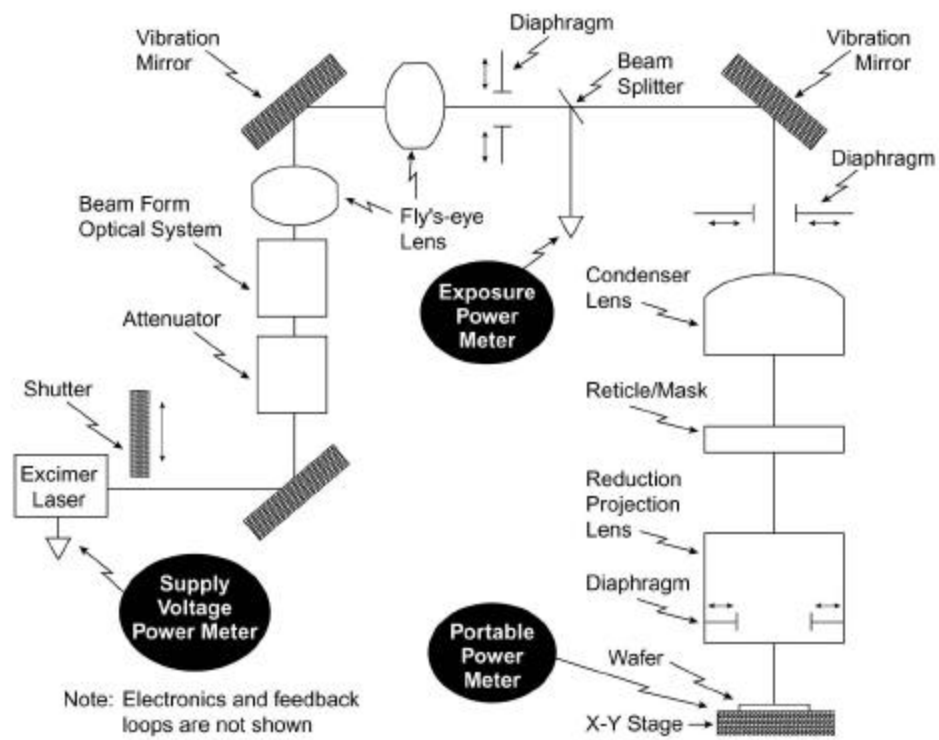 Vibration
Mirror
Diaphragm
Beam
Splitter
Vibration
Mirror
Diaphragm
Beam Form
Optical System
Fly's-eye
Lens
Exposure
Power
Meter
Condenser
Lens
Attenuator
Shutter
Reticle/Mask
Excimer
Laser
Reduction
Projection
Lens
Supply
Voltage
Power Meter
Diaphragm
Portable
Power
Meter
Wafer
X-Y Stage
Note: Electronics and feedback
loops are not shown